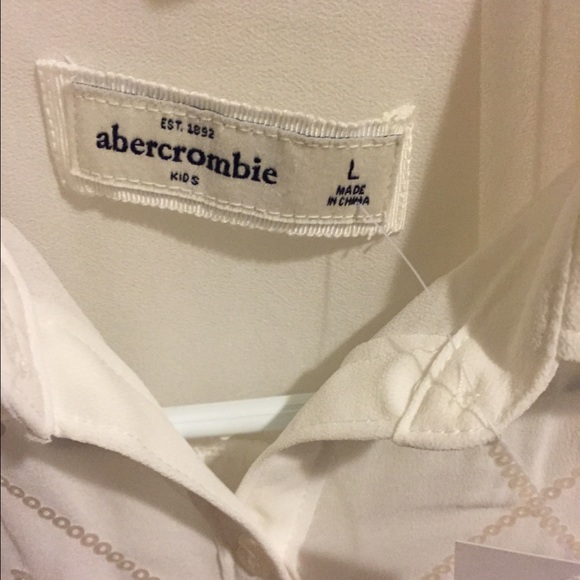 EST. 1892
abercrombie
KIDS
L
MADE
IN CHINA